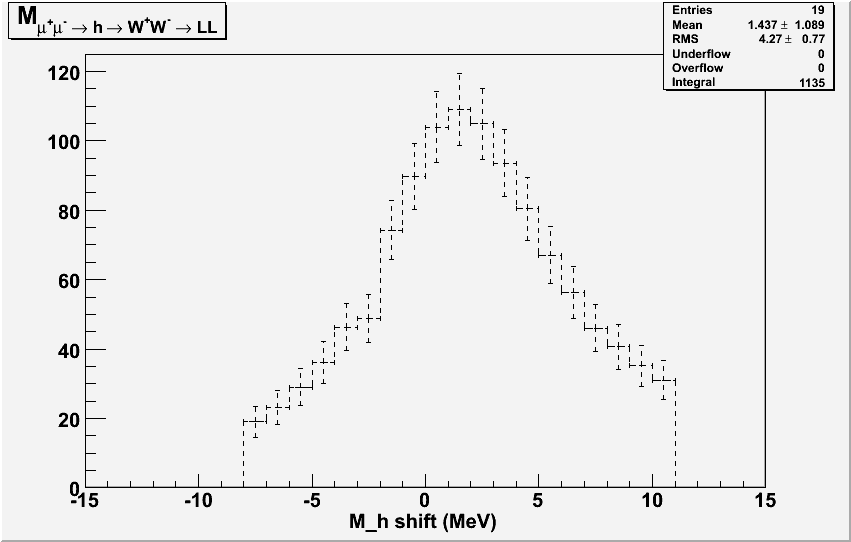 M μ⁺μ⁻ → h → W⁺W⁻ → LL
Entries 19
Mean 1.437 ± 1.089
RMS 4.27 ± 0.77
Underflow 0
Overflow 0
Integral 1135
120
100
80
60
40
20
0
-15 -10 -5 0 5 10 15
M_h shift (MeV)